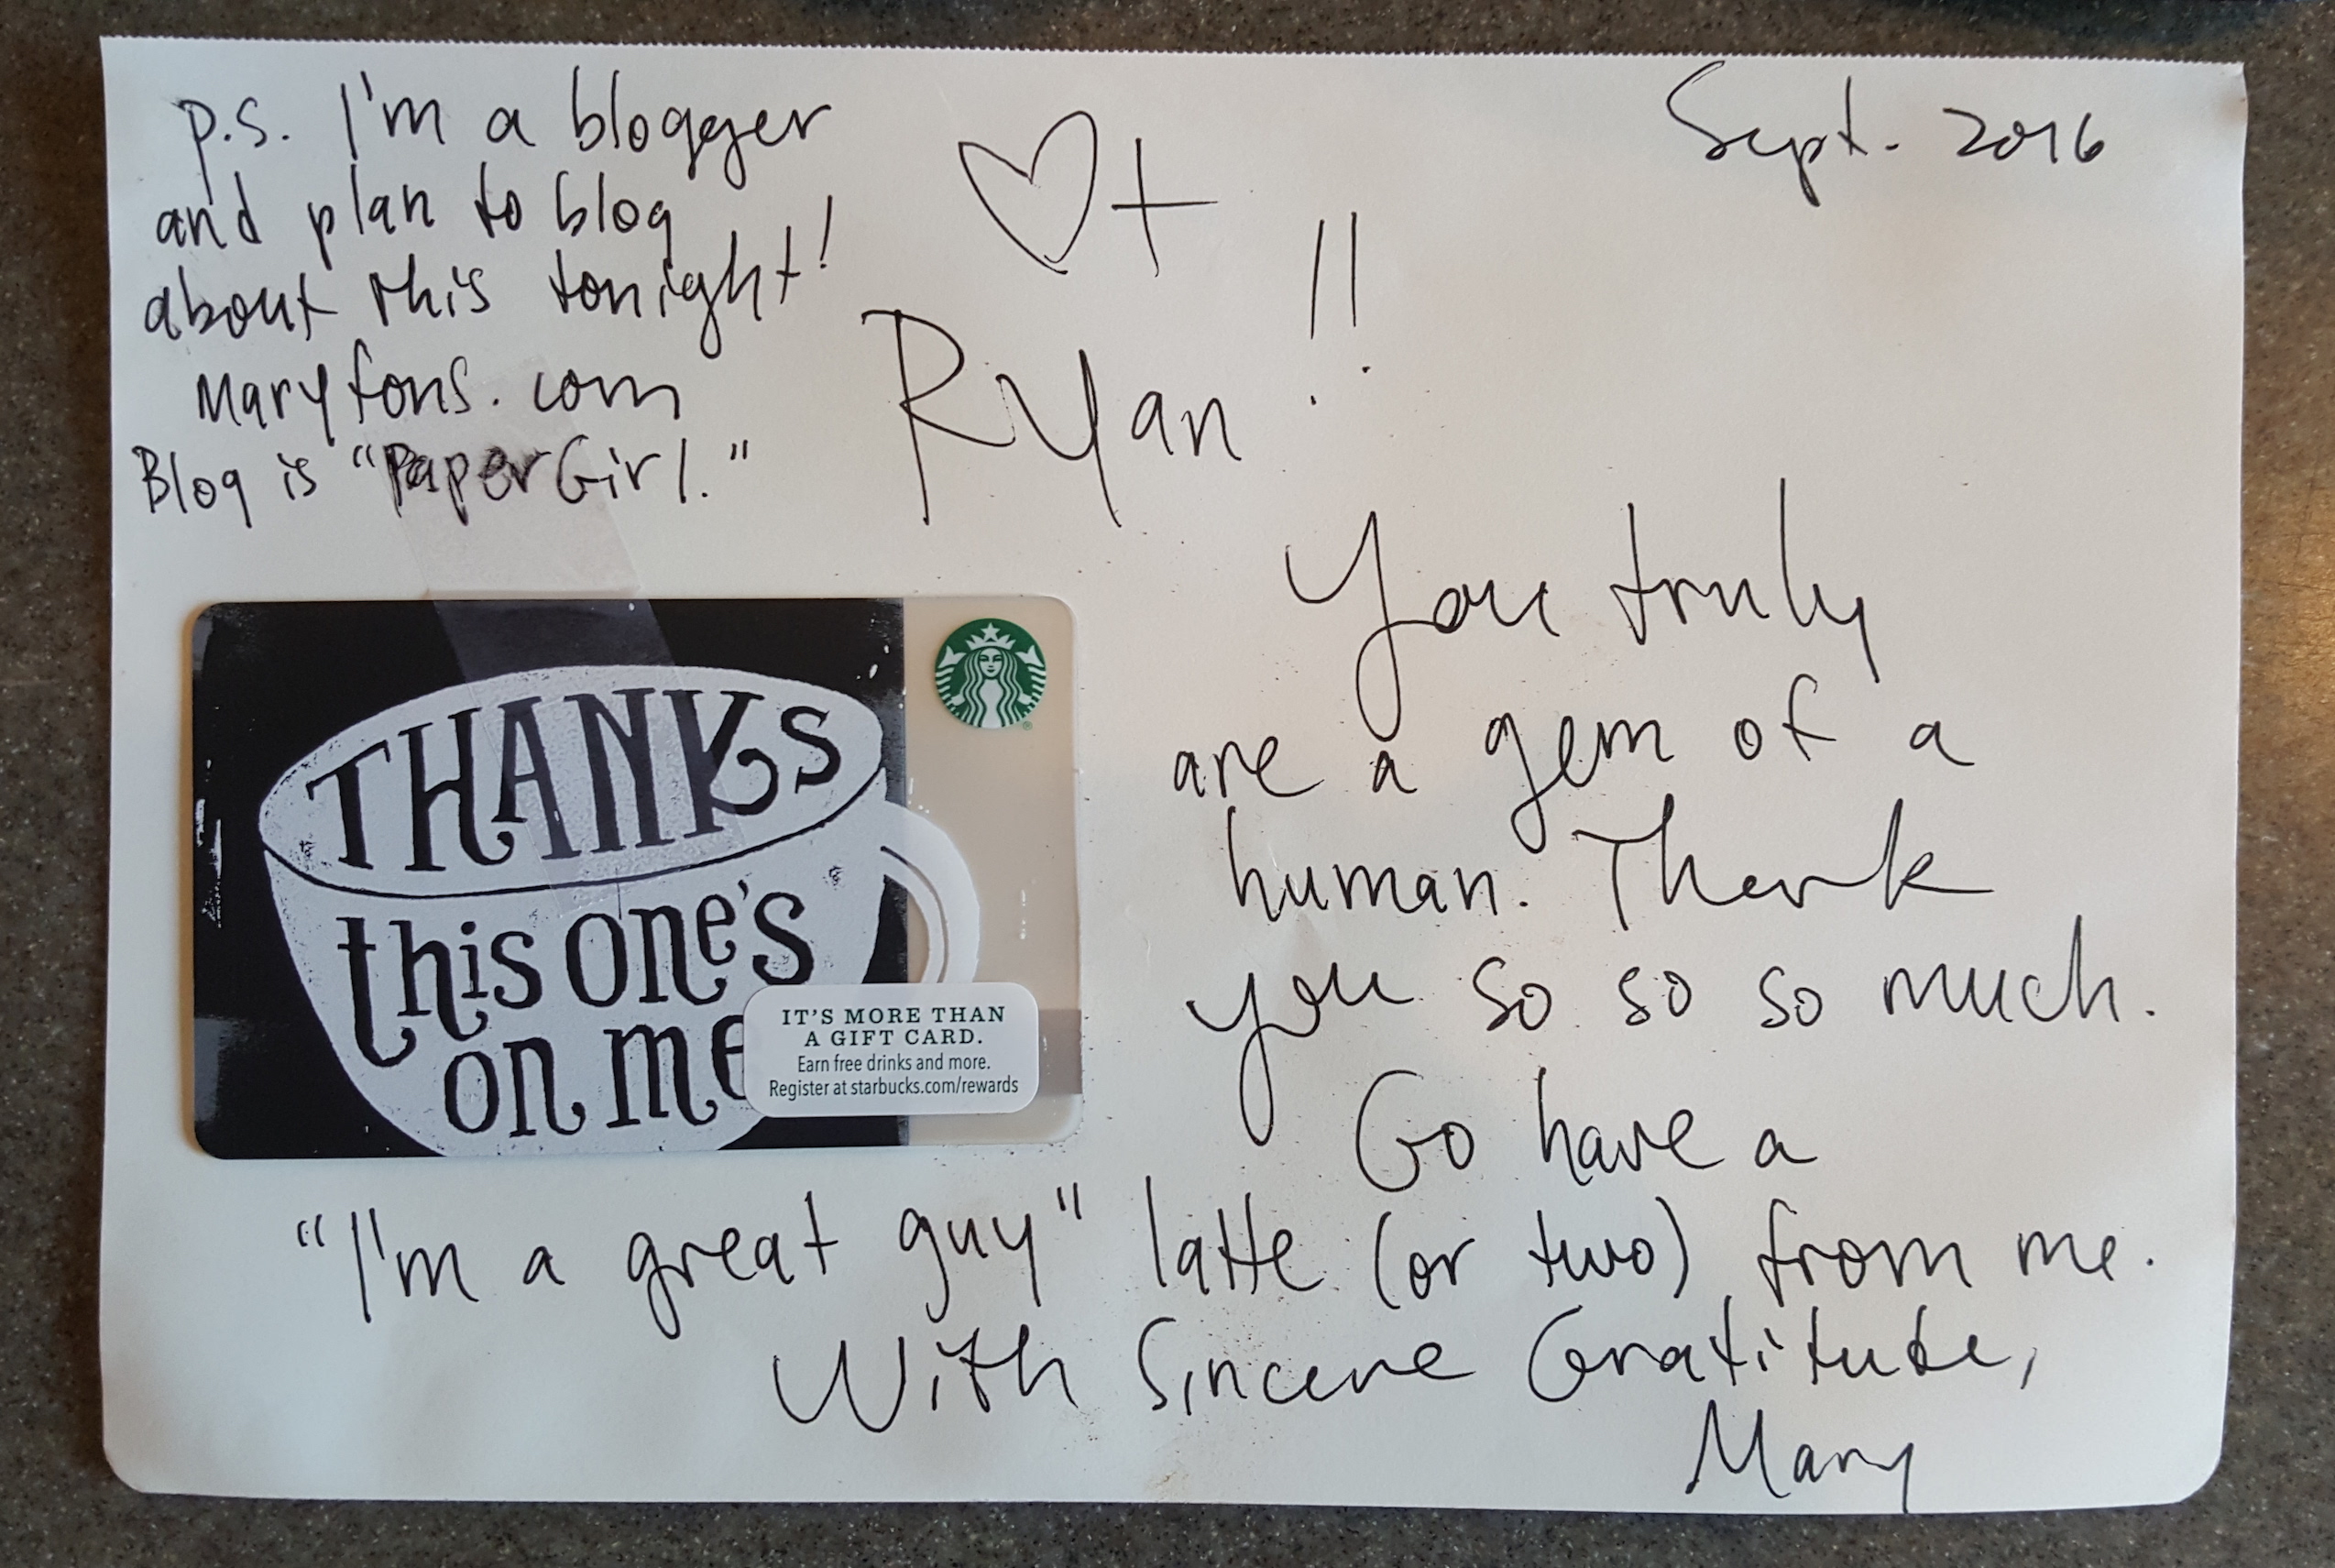 Sept. 2016
♡+
Ryan!!
You truly
are a gem of a
human. Thank
you so so so much.
Go have a
"I'm a great guy" latte (or two) from me.
With Sincere Gratitude,
Mary
p.s. I'm a blogger
and plan to blog
about this tonight!
Maryfons.com
Blog is "PaperGirl."
THANKS
this one's
on me
IT'S MORE THAN
A GIFT CARD.
Earn free drinks and more.
Register at starbucks.com/rewards